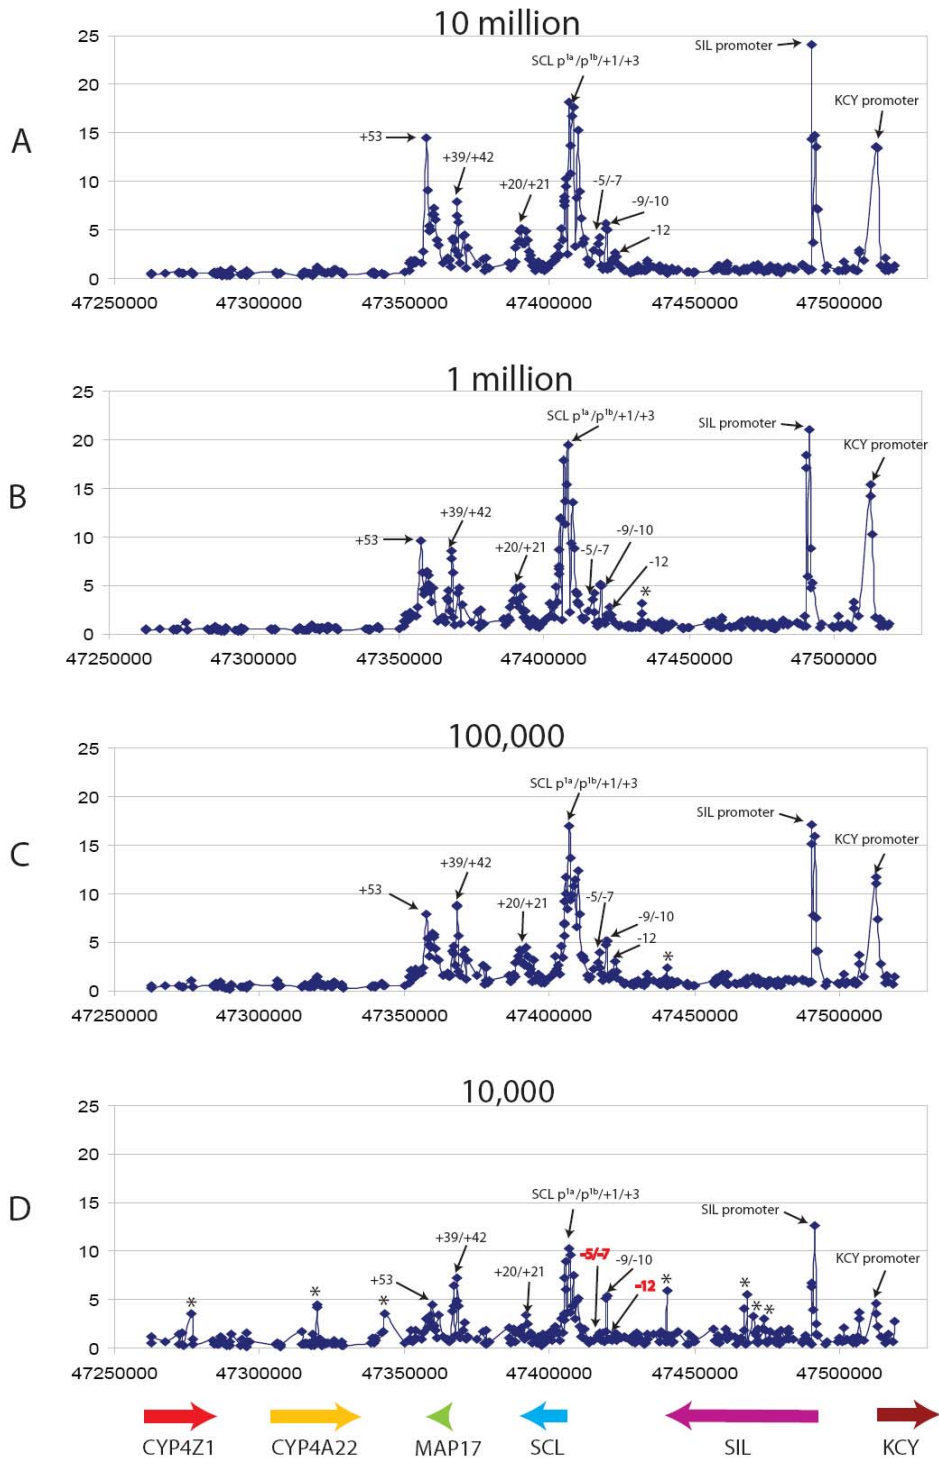 10 million
A
25
20
15
10
5
0
SIL promoter
SCL p1a/p1b/+1/+3
KCY promoter
+53
+39/+42
+20/+21
-5/-7
-9/-10
-12
47250000 47300000 47350000 47400000 47450000 47500000
1 million
B
25
20
15
10
5
0
SCL p1a/p1b/+1/+3
SIL promoter
KCY promoter
+53
+39/+42
+20/+21
-5/-7
-9/-10
-12
*
47250000 47300000 47350000 47400000 47450000 47500000
100,000
C
25
20
15
10
5
0
SCL p1a/p1b/+1/+3
SIL promoter
KCY promoter
+53
+39/+42
+20/+21
-5/-7
-9/-10
-12
*
47250000 47300000 47350000 47400000 47450000 47500000
10,000
D
25
20
15
10
5
0
SCL p1a/p1b/+1/+3
SIL promoter
KCY promoter
+53
+39/+42
+20/+21
-5/-7
-9/-10
-12
* * * * * * *
47250000 47300000 47350000 47400000 47450000 47500000
CYP4Z1 CYP4A22 MAP17 SCL SIL KCY